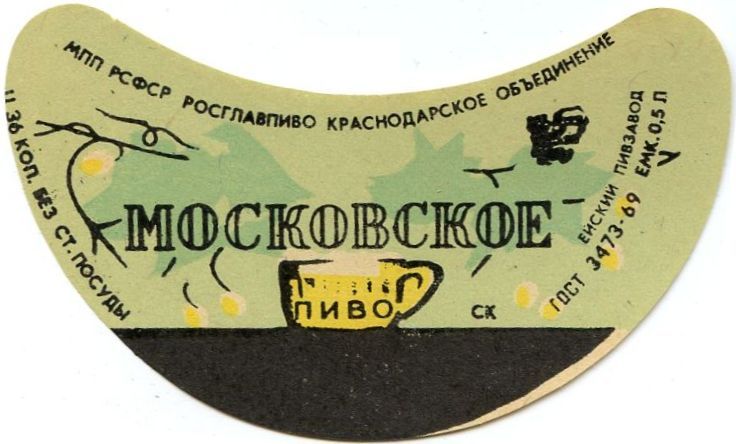 МПП РСФСР РОСГЛАВПИВО КРАСНОДАРСКОЕ ОБЪЕДИНЕНИЕ
Ц 36 КОП. БЕЗ СТ. ПОСУДЫ
МОСКОВСКОЕ
ПИВО
СК
ЕЙСКИЙ ПИВЗАВОД
ГОСТ 3473-69 ЕМК. 0,5 Л